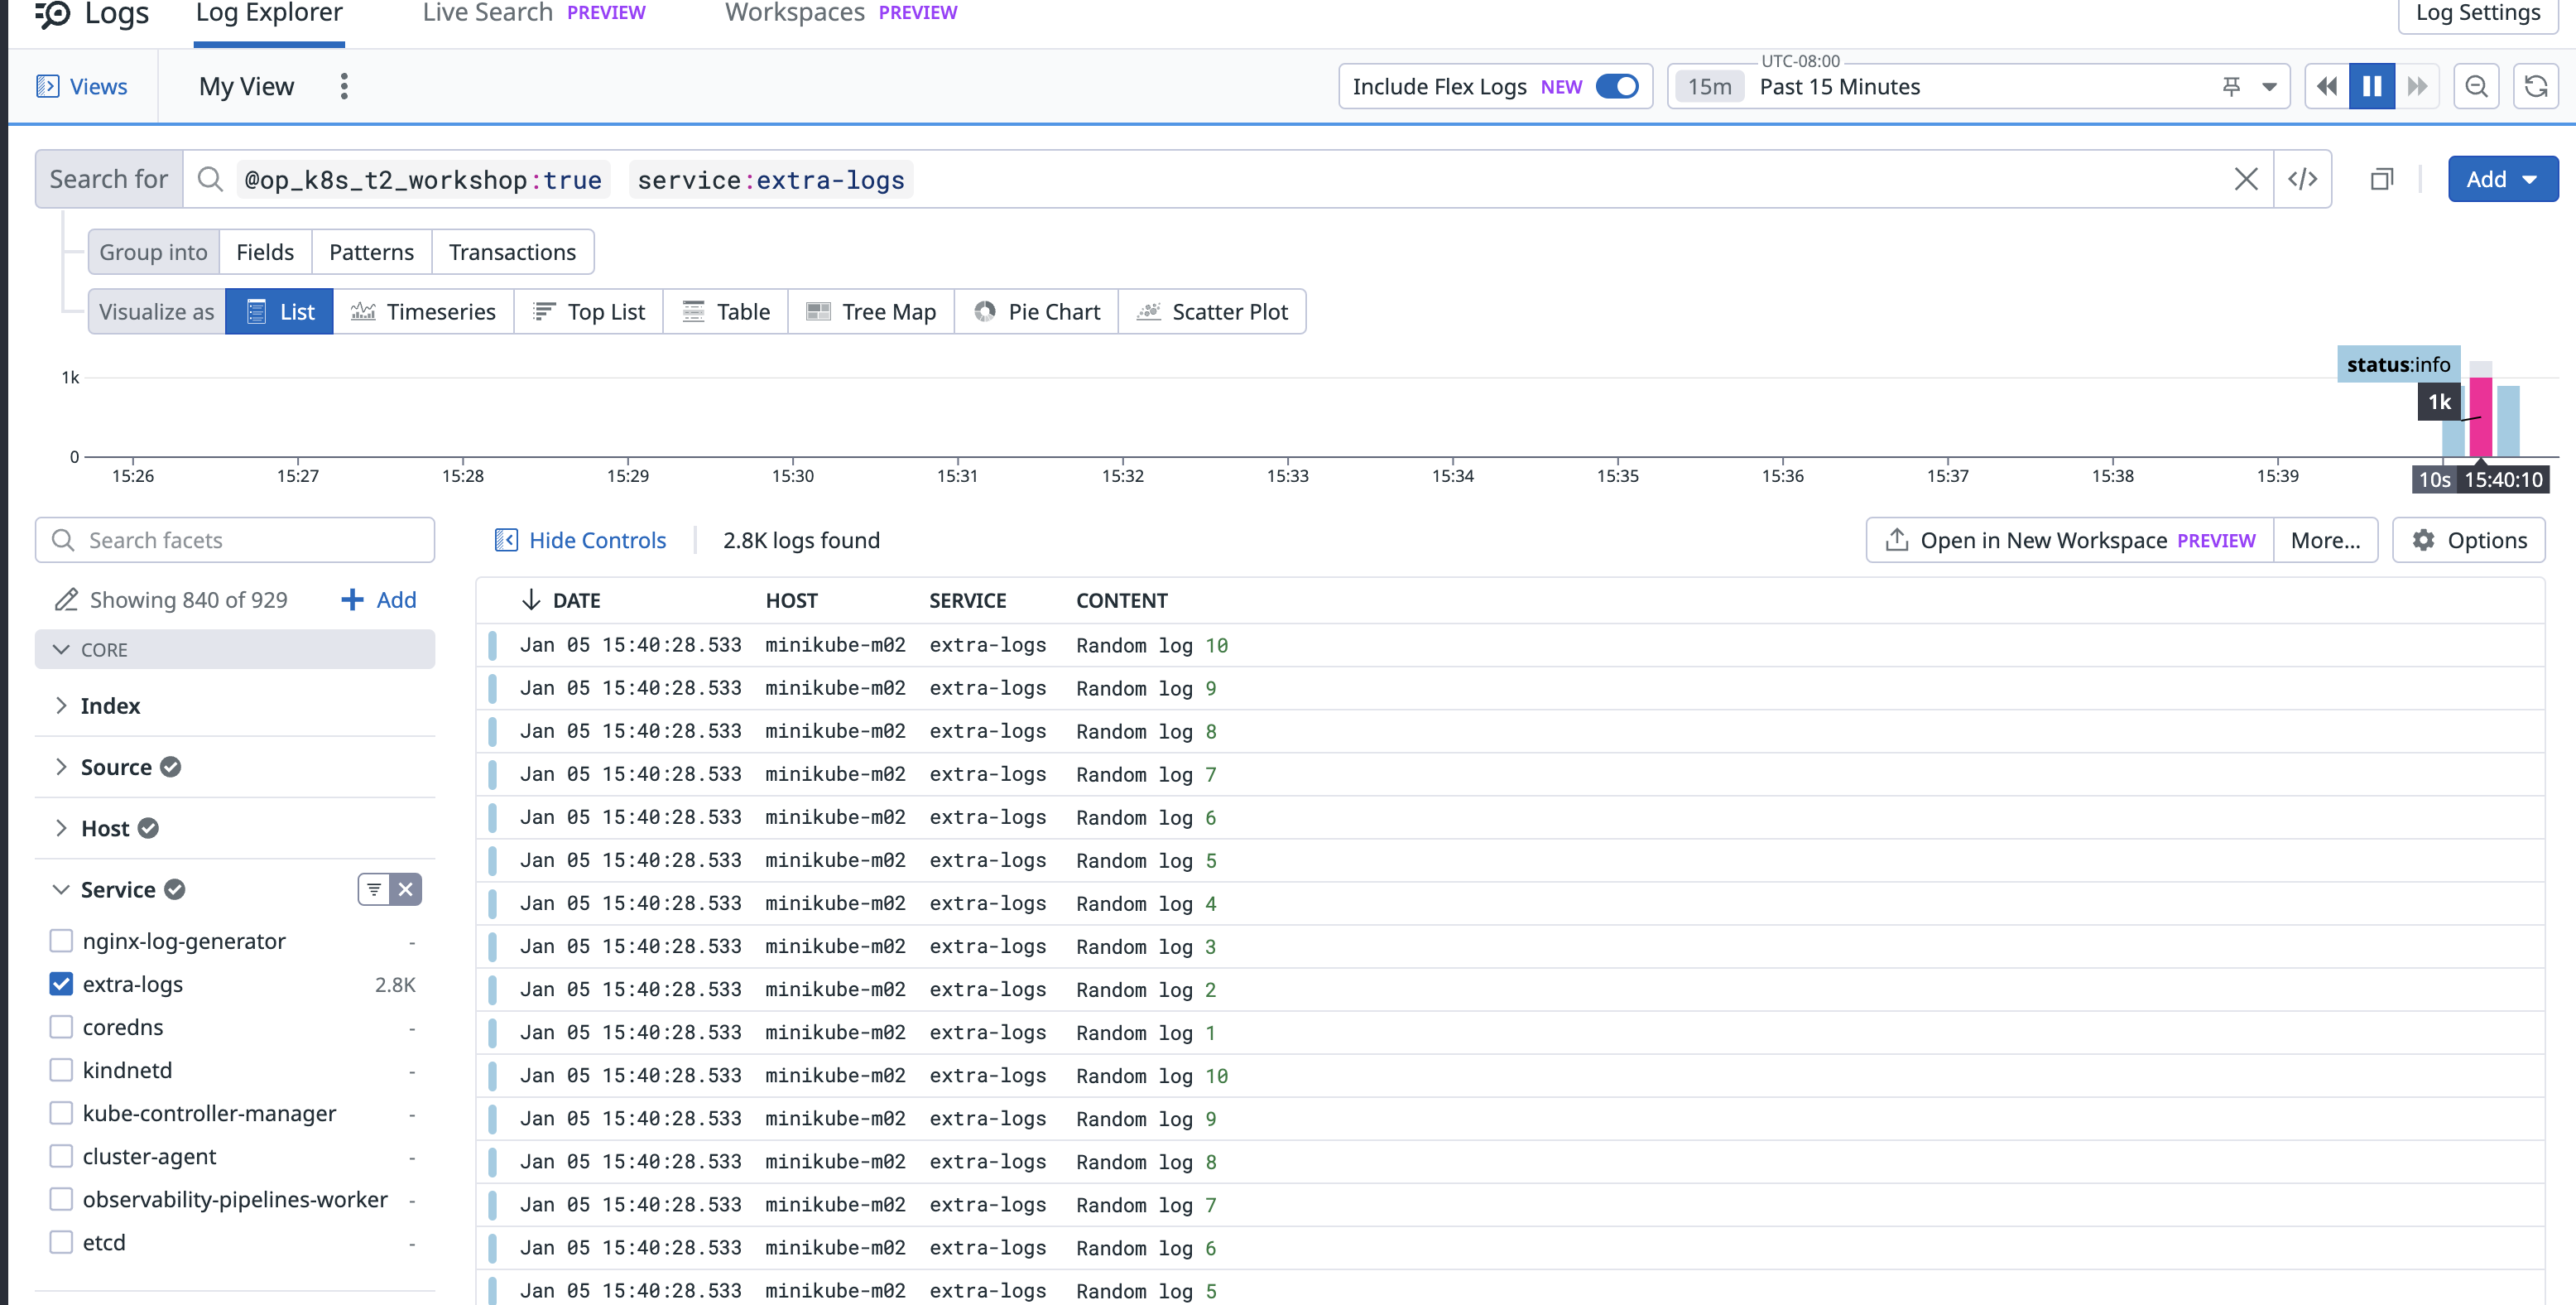 Logs Log Explorer Live Search PREVIEW Workspaces PREVIEW Log Settings
Views My View Include Flex Logs NEW UTC-08:00 15m Past 15 Minutes
Search for @op_k8s_t2_workshop:true service:extra-logs </> Add
Group into Fields Patterns Transactions
Visualize as List Timeseries Top List Table Tree Map Pie Chart Scatter Plot
status:info
1k
1k
0
15:26 15:27 15:28 15:29 15:30 15:31 15:32 15:33 15:34 15:35 15:36 15:37 15:38 15:39 10s 15:40:10
Search facets
Hide Controls 2.8K logs found Open in New Workspace PREVIEW More... Options
Showing 840 of 929 Add
CORE
Index
Source
Host
Service
nginx-log-generator -
extra-logs 2.8K
coredns -
kindnetd -
kube-controller-manager -
cluster-agent -
observability-pipelines-worker -
etcd -
DATE HOST SERVICE CONTENT
Jan 05 15:40:28.533 minikube-m02 extra-logs Random log 10
Jan 05 15:40:28.533 minikube-m02 extra-logs Random log 9
Jan 05 15:40:28.533 minikube-m02 extra-logs Random log 8
Jan 05 15:40:28.533 minikube-m02 extra-logs Random log 7
Jan 05 15:40:28.533 minikube-m02 extra-logs Random log 6
Jan 05 15:40:28.533 minikube-m02 extra-logs Random log 5
Jan 05 15:40:28.533 minikube-m02 extra-logs Random log 4
Jan 05 15:40:28.533 minikube-m02 extra-logs Random log 3
Jan 05 15:40:28.533 minikube-m02 extra-logs Random log 2
Jan 05 15:40:28.533 minikube-m02 extra-logs Random log 1
Jan 05 15:40:28.533 minikube-m02 extra-logs Random log 10
Jan 05 15:40:28.533 minikube-m02 extra-logs Random log 9
Jan 05 15:40:28.533 minikube-m02 extra-logs Random log 8
Jan 05 15:40:28.533 minikube-m02 extra-logs Random log 7
Jan 05 15:40:28.533 minikube-m02 extra-logs Random log 6
Jan 05 15:40:28.533 minikube-m02 extra-logs Random log 5